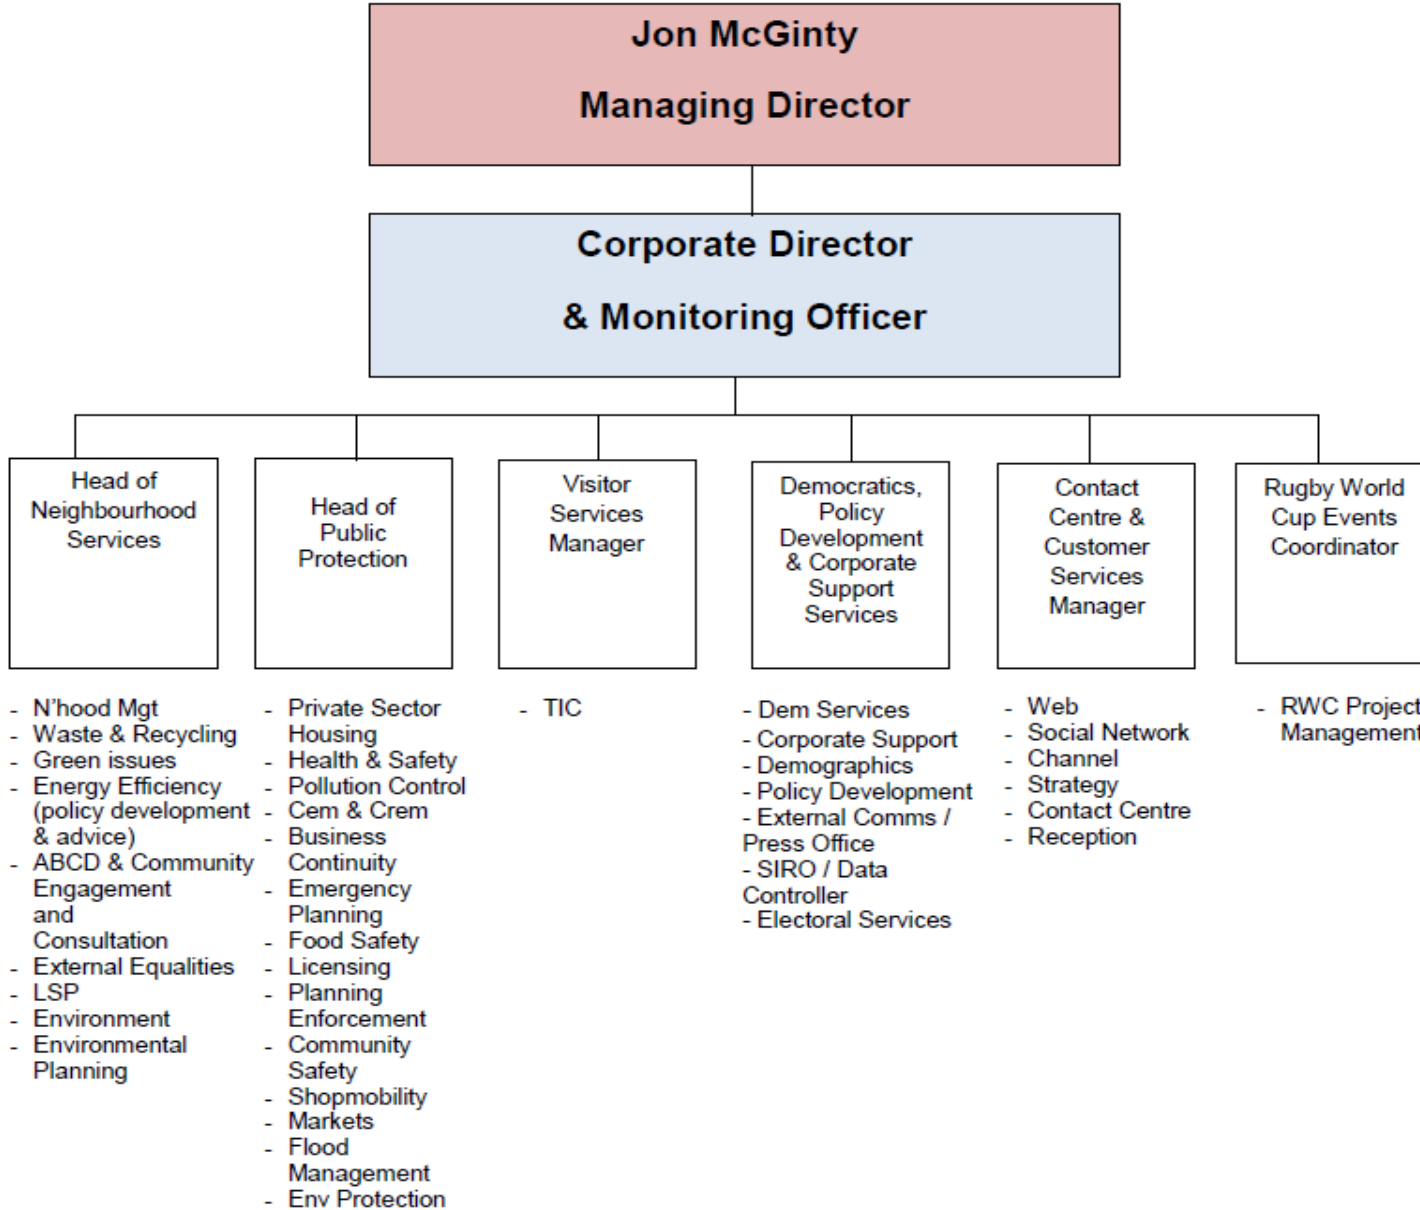 Jon McGinty
Managing Director
Corporate Director
& Monitoring Officer
Head of
Neighbourhood
Services
Head of
Public
Protection
Visitor
Services
Manager
Democratics,
Policy
Development
& Corporate
Support
Services
Contact
Centre &
Customer
Services
Manager
Rugby World
Cup Events
Coordinator
- N'hood Mgt
- Waste & Recycling
- Green issues
- Energy Efficiency
(policy development
& advice)
- ABCD & Community
Engagement
and
Consultation
- External Equalities
- LSP
- Environment
- Environmental
Planning
- Private Sector
Housing
- Health & Safety
- Pollution Control
- Cem & Crem
- Business
Continuity
- Emergency
Planning
- Food Safety
- Licensing
- Planning
Enforcement
- Community
Safety
- Shopmobility
- Markets
- Flood
Management
- Env Protection
- TIC
- Dem Services
- Corporate Support
- Demographics
- Policy Development
- External Comms /
Press Office
- SIRO / Data
Controller
- Electoral Services
- Web
- Social Network
- Channel
- Strategy
- Contact Centre
- Reception
- RWC Project
Management